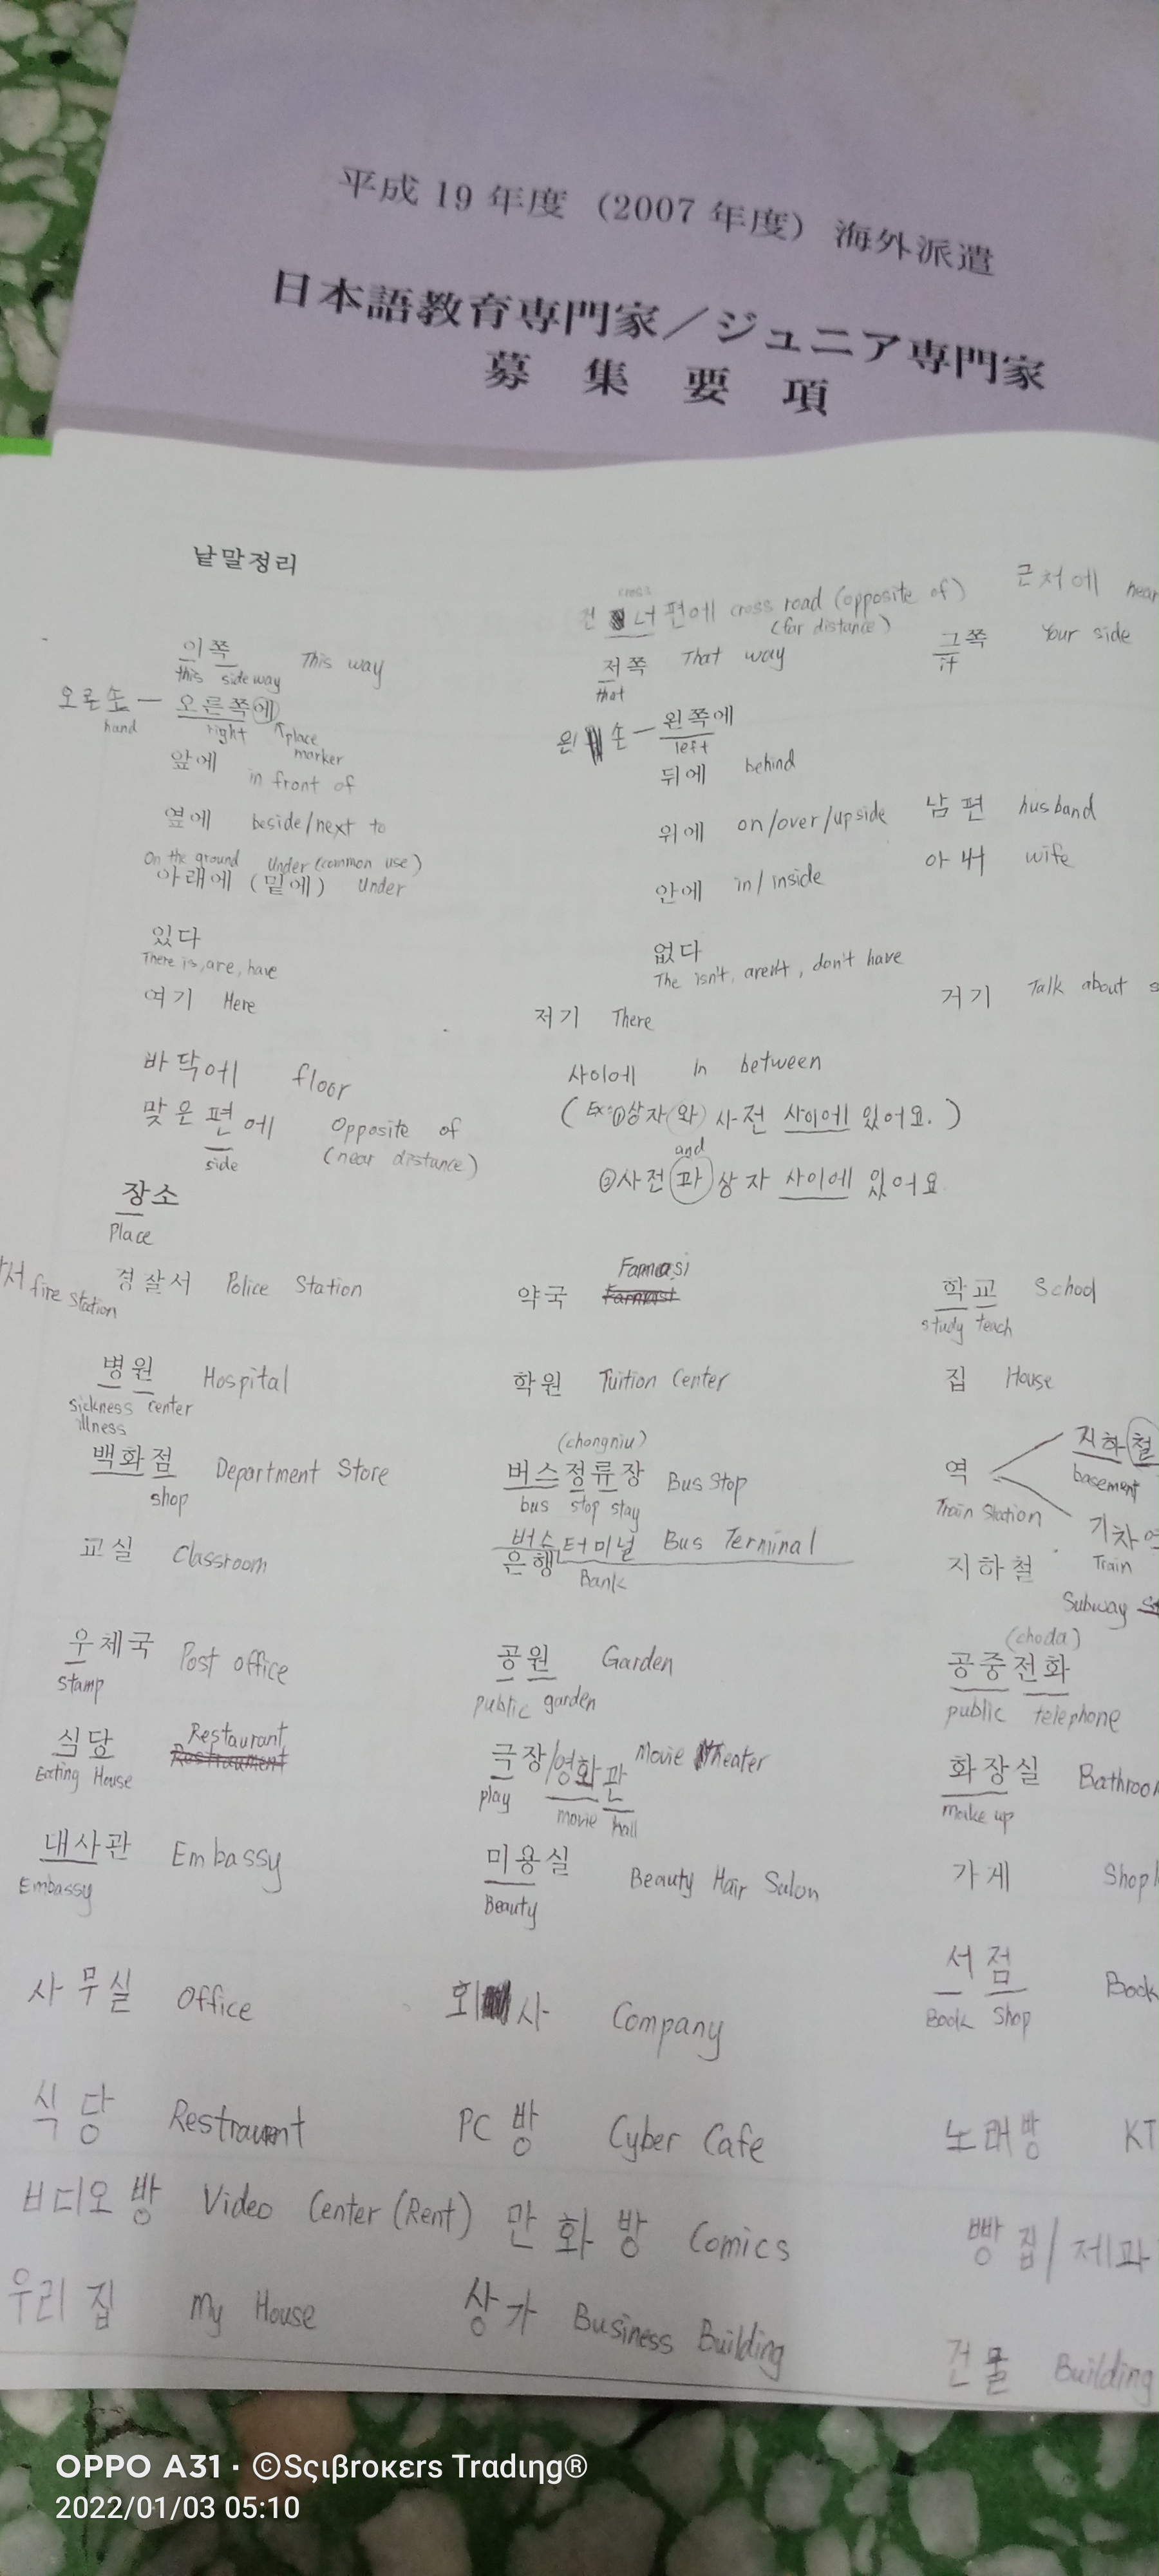 平成 19 年度（2007 年度）海外派遣
日本語教育専門家／ジュニア専門家
募 集 要 項
낱말정리
cross
건너편에 cross road (opposite of) 근처에 near
(far distance)
이쪽 This way 저쪽 That way 그쪽 Your side
this side way that it
오른손 — 오른쪽에 왼손 — 왼쪽에
hand right place marker left
앞에 in front of 뒤에 behind
옆에 beside/next to 위에 on/over/upside 남편 husband
On the ground Under (common use)
아래에 (밑에) Under 안에 in/inside 아내 wife
있다 없다
There is, are, have The isn't, aren't, don't have
여기 Here 저기 There 거기 Talk about
바닥에 floor 사이에 in between
(Ex: ①상자와 사전 사이에 있어요.)
and
맞은편에 Opposite of
side (near distance)
②사전과 상자 사이에 있어요
장소
Place
서 fire station 경찰서 Police Station 약국 Famasi 학교 School
study teach
병원 Hospital 학원 Tuition Center 집 House
sickness center
illness
(chongniu)
백화점 Department Store 버스정류장 Bus Stop 역 지하철
shop bus stop stay Train Station basement
기차역
Train
버스터미널 Bus Terminal
교실 Classroom 은행 Bank 지하철
Subway
(choda)
우체국 Post office 공원 Garden 공중전화
stamp public garden public telephone
식당 Restaurant 극장/영화관 Movie Theater 화장실 Bathroo
Eating House play movie hall make up
대사관 Embassy 미용실 Beauty Hair Salon 가게 Shop
Embassy Beauty
사무실 Office 회사 Company 서점 Book
Book Shop
식당 Restraurnt PC 방 Cyber Cafe 노래방 KT
비디오 방 Video Center (Rent) 만화방 Comics 빵집/제과
우리 집 My House 상가 Business Building 건물 Building
OPPO A31 · ©Sςιβrοκεrs Trαdιηg®
2022/01/03 05:10